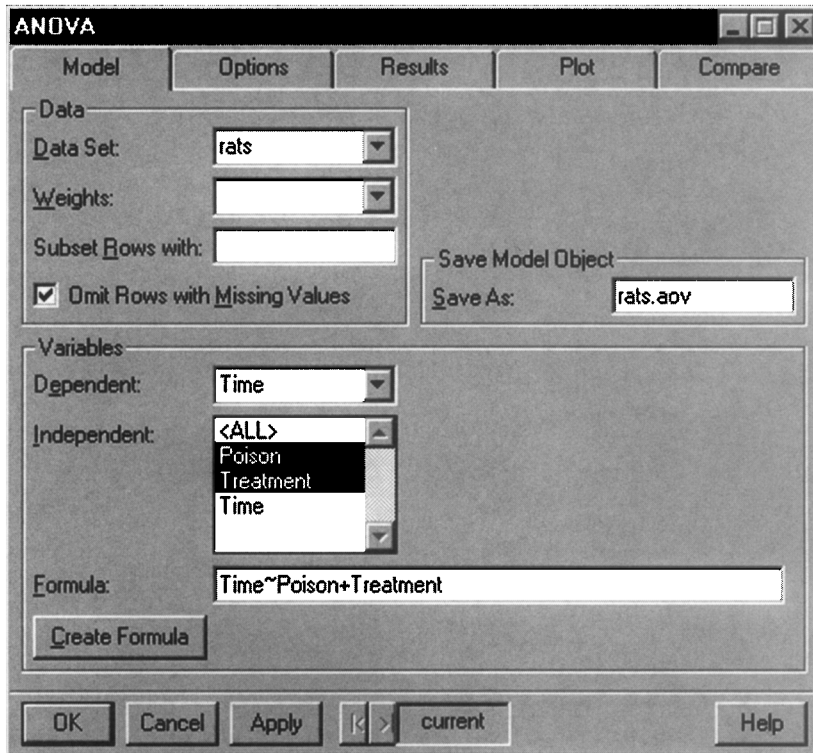 ANOVA
Model Options Results Plot Compare
Data
Data Set: rats
Weights:
Subset Rows with:
Omit Rows with Missing Values
Save Model Object
Save As: rats.aov
Variables
Dependent: Time
Independent: <ALL>
Poison
Treatment
Time
Formula: Time~Poison+Treatment
Create Formula
OK Cancel Apply |< > current Help